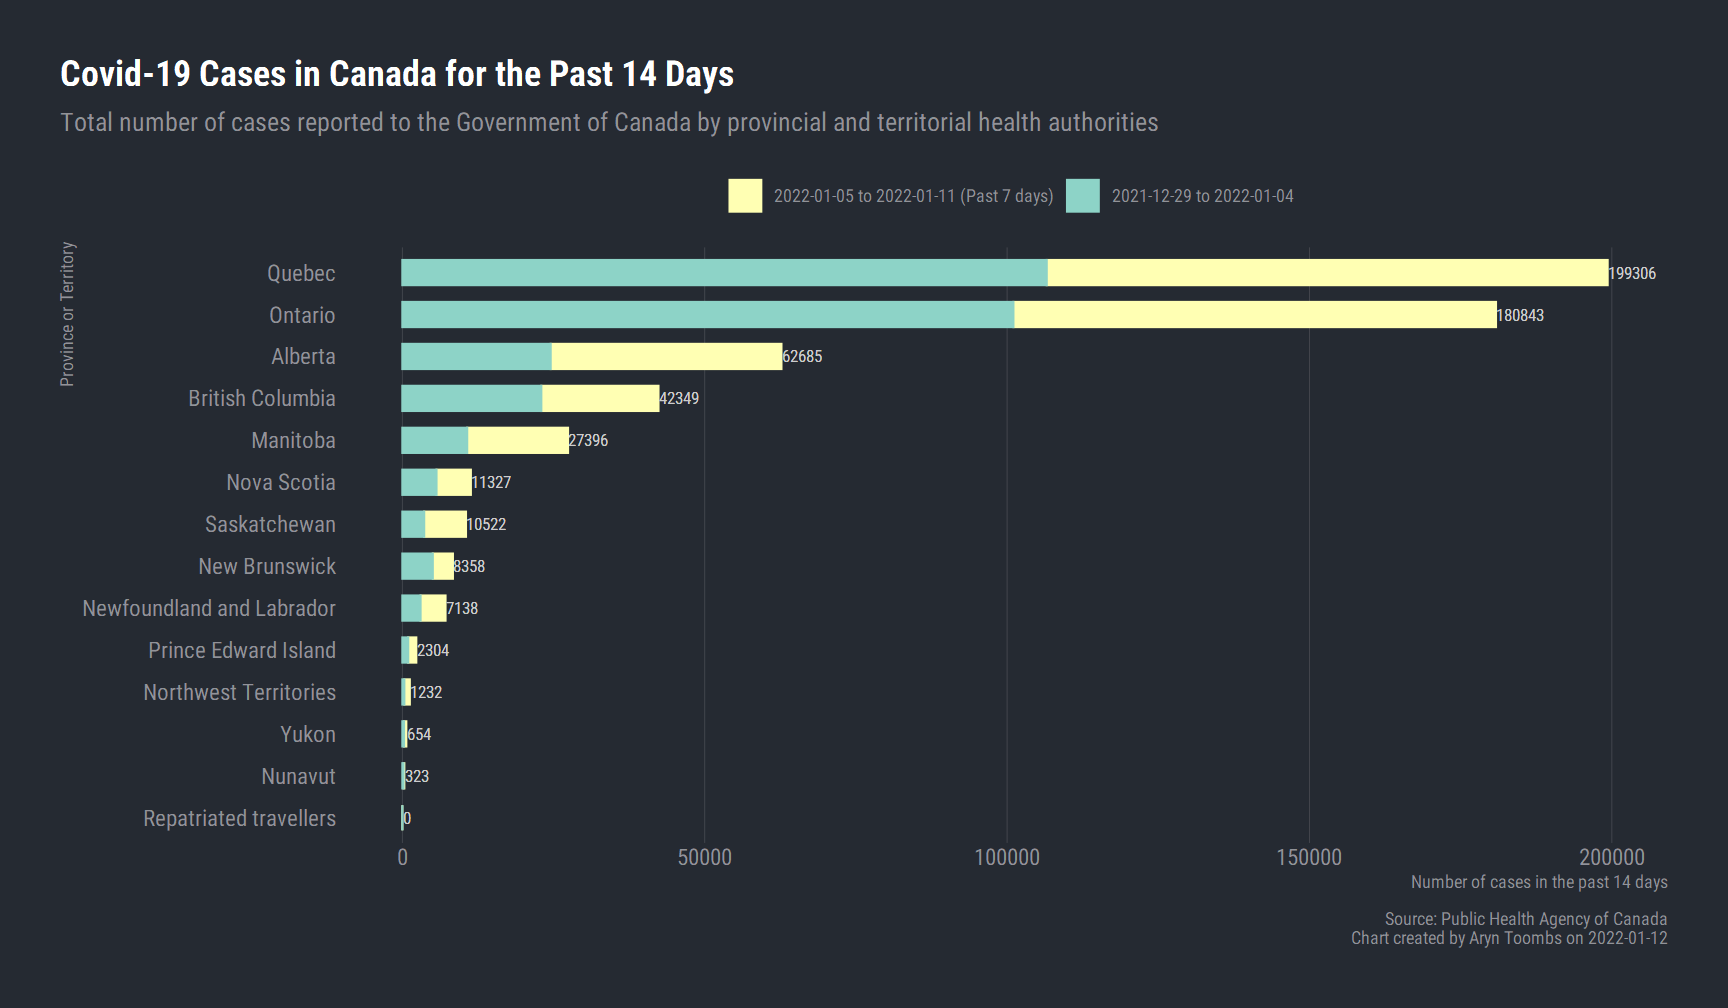 Covid-19 Cases in Canada for the Past 14 Days
Total number of cases reported to the Government of Canada by provincial and territorial health authorities
2022-01-05 to 2022-01-11 (Past 7 days) 2021-12-29 to 2022-01-04
Province or Territory
Quebec 199306
Ontario 180843
Alberta 62685
British Columbia 42349
Manitoba 27396
Nova Scotia 11327
Saskatchewan 10522
New Brunswick 8358
Newfoundland and Labrador 7138
Prince Edward Island 2304
Northwest Territories 1232
Yukon 654
Nunavut 323
Repatriated travellers 0
0 50000 100000 150000 200000
Number of cases in the past 14 days
Source: Public Health Agency of Canada
Chart created by Aryn Toombs on 2022-01-12